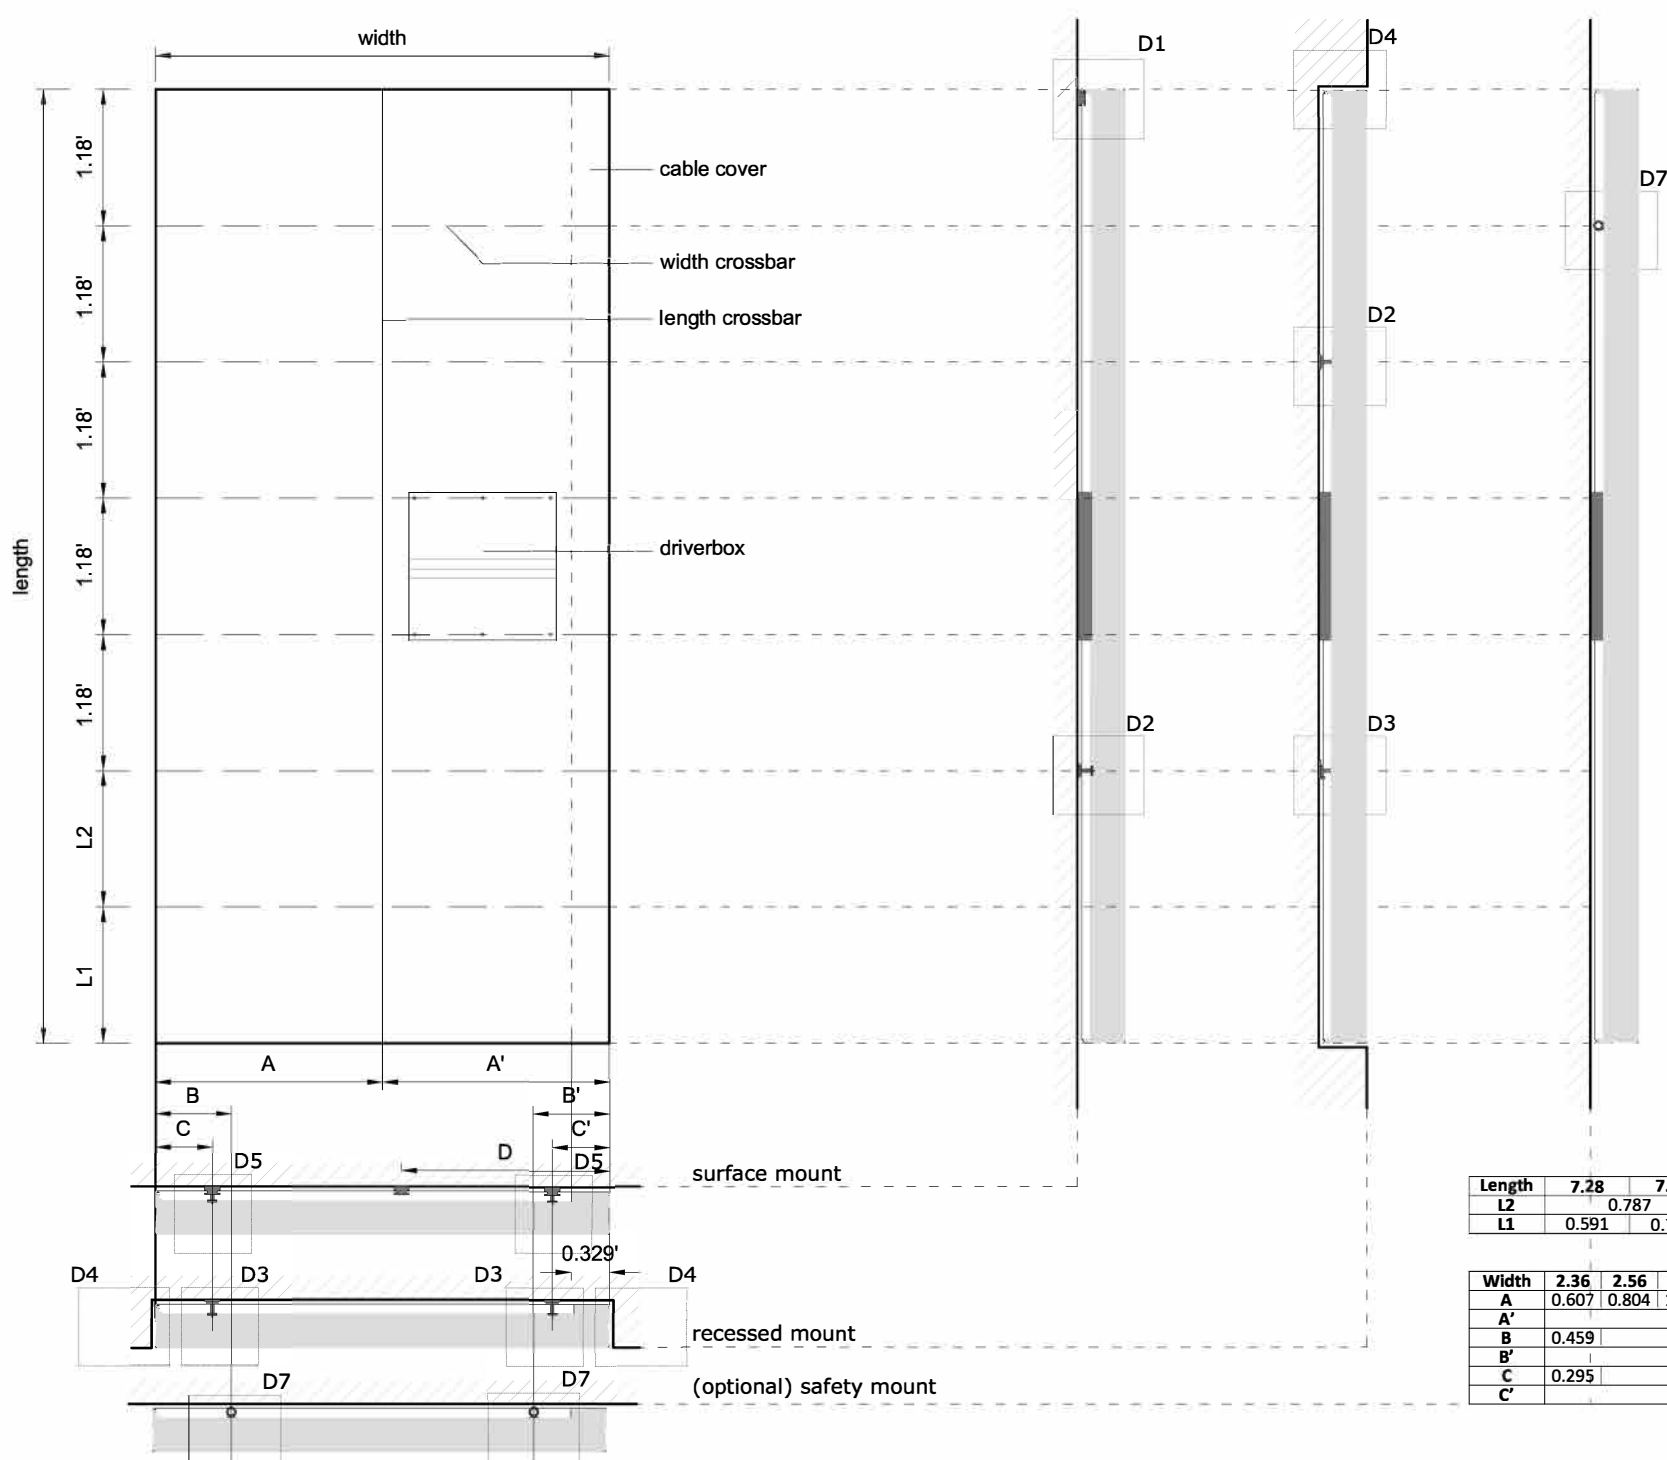 width
D1
D4
1.18'
cable cover
D7
1.18'
width crossbar
length crossbar
D2
1.18'
length
1.18'
driverbox
1.18'
D2
D3
L2
L1
A
A'
B
B'
C
C'
D
D5
D5
surface mount
0.329'
D4
D3
D3
D4
recessed mount
D7
D7
(optional) safety mount
Length 7.28
L2 0.787
L1 0.591
Width 2.36 2.56
A 0.607 0.804
A'
B 0.459
B'
C 0.295
C'